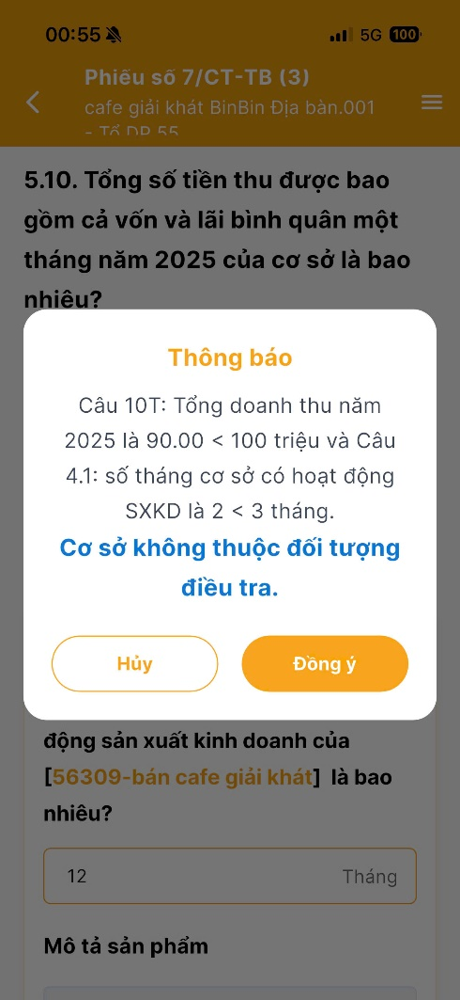 00:55
5G
100
Phiếu số 7/CT-TB (3)
cafe giải khát BinBin Địa bàn.001
- Tổ DP 55
5.10. Tổng số tiền thu được bao
gồm cả vốn và lãi bình quân một
tháng năm 2025 của cơ sở là bao
nhiêu?
Thông báo
Câu 10T: Tổng doanh thu năm
2025 là 90.00 < 100 triệu và Câu
4.1: số tháng cơ sở có hoạt động
SXKD là 2 < 3 tháng.
Cơ sở không thuộc đối tượng
điều tra.
Hủy
Đồng ý
động sản xuất kinh doanh của
[56309-bán cafe giải khát] là bao
nhiêu?
12
Tháng
Mô tả sản phẩm